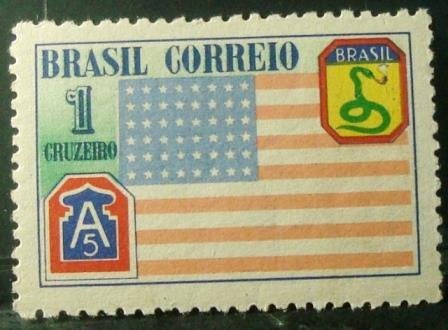 BRASIL CORREIO
1
CRUZEIRO
BRASIL
A
5